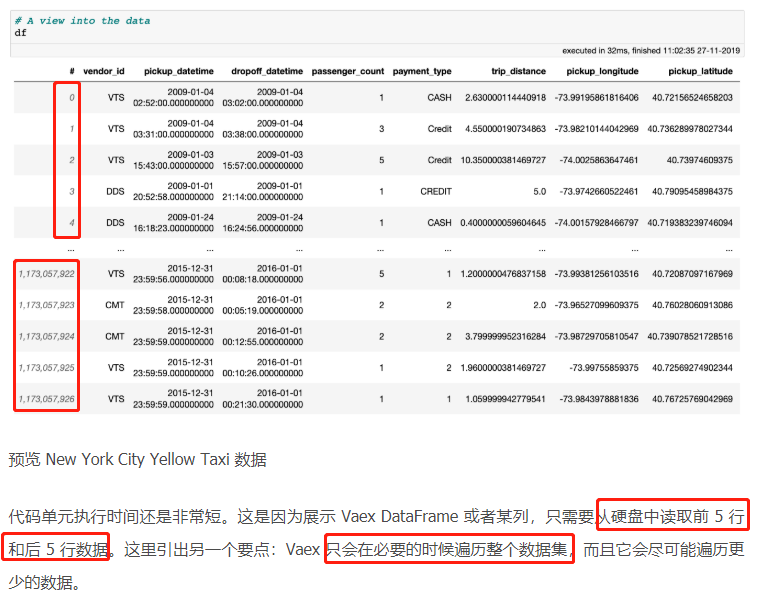 # A view into the data
df
executed in 32ms, finished 11:02:35 27-11-2019
# vendor_id pickup_datetime dropoff_datetime passenger_count payment_type trip_distance pickup_longitude pickup_latitude
0 VTS 2009-01-04 02:52:00.000000000 2009-01-04 03:02:00.000000000 1 CASH 2.630000114440918 -73.99195861816406 40.72156524658203
1 VTS 2009-01-04 03:31:00.000000000 2009-01-04 03:38:00.000000000 3 Credit 4.550000190734863 -73.98210144042969 40.736289978027344
2 VTS 2009-01-03 15:43:00.000000000 2009-01-03 15:57:00.000000000 5 Credit 10.350000381469727 -74.0025863647461 40.73974609375
3 DDS 2009-01-01 20:52:58.000000000 2009-01-01 21:14:00.000000000 1 CREDIT 5.0 -73.9742660522461 40.79095458984375
4 DDS 2009-01-24 16:18:23.000000000 2009-01-24 16:24:56.000000000 1 CASH 0.4000000059604645 -74.00157928466797 40.719383239746094
... ... ... ... ... ... ... ... ...
1,173,057,922 VTS 2015-12-31 23:59:56.000000000 2016-01-01 00:08:18.000000000 5 1 1.2000000476837158 -73.99381256103516 40.72087097167969
1,173,057,923 CMT 2015-12-31 23:59:58.000000000 2016-01-01 00:05:19.000000000 2 2 2.0 -73.96527099609375 40.76028060913086
1,173,057,924 CMT 2015-12-31 23:59:59.000000000 2016-01-01 00:12:55.000000000 2 2 3.799999952316284 -73.98729705810547 40.739078521728516
1,173,057,925 VTS 2015-12-31 23:59:59.000000000 2016-01-01 00:10:26.000000000 1 2 1.9600000381469727 -73.99755859375 40.72569274902344
1,173,057,926 VTS 2015-12-31 23:59:59.000000000 2016-01-01 00:21:30.000000000 1 1 1.059999942779541 -73.9843978881836 40.76725769042969
预览 New York City Yellow Taxi 数据
代码单元执行时间还是非常短。这是因为展示 Vaex DataFrame 或者某列，只需要从硬盘中读取前 5 行
和后 5 行数据。这里引出另一个要点：Vaex 只会在必要的时候遍历整个数据集，而且它会尽可能遍历更
少的数据。